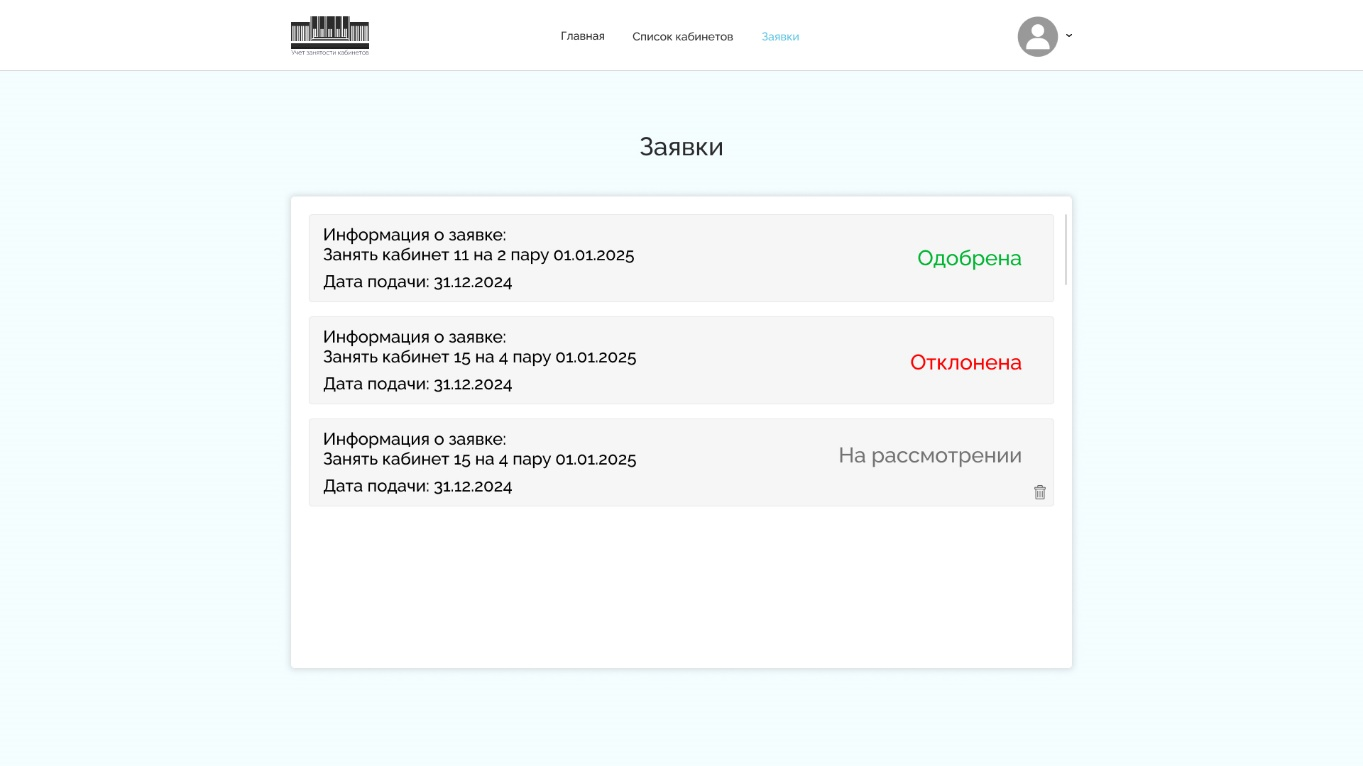 Учет занятости кабинетов
Главная
Список кабинетов
Заявки
Заявки
Информация о заявке:
Занять кабинет 11 на 2 пару 01.01.2025
Дата подачи: 31.12.2024
Одобрена
Информация о заявке:
Занять кабинет 15 на 4 пару 01.01.2025
Дата подачи: 31.12.2024
Отклонена
Информация о заявке:
Занять кабинет 15 на 4 пару 01.01.2025
Дата подачи: 31.12.2024
На рассмотрении